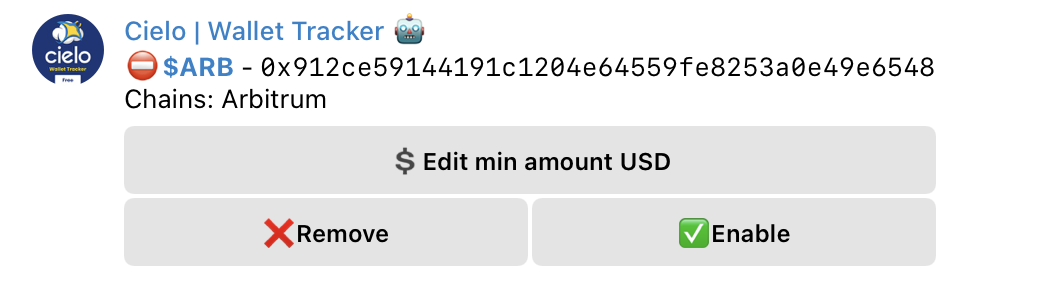 cielo
Wallet Tracker
Free
Cielo | Wallet Tracker 🤖
⛔$ARB - 0x912ce59144191c1204e64559fe8253a0e49e6548
Chains: Arbitrum
💲 Edit min amount USD
❌Remove
✅Enable